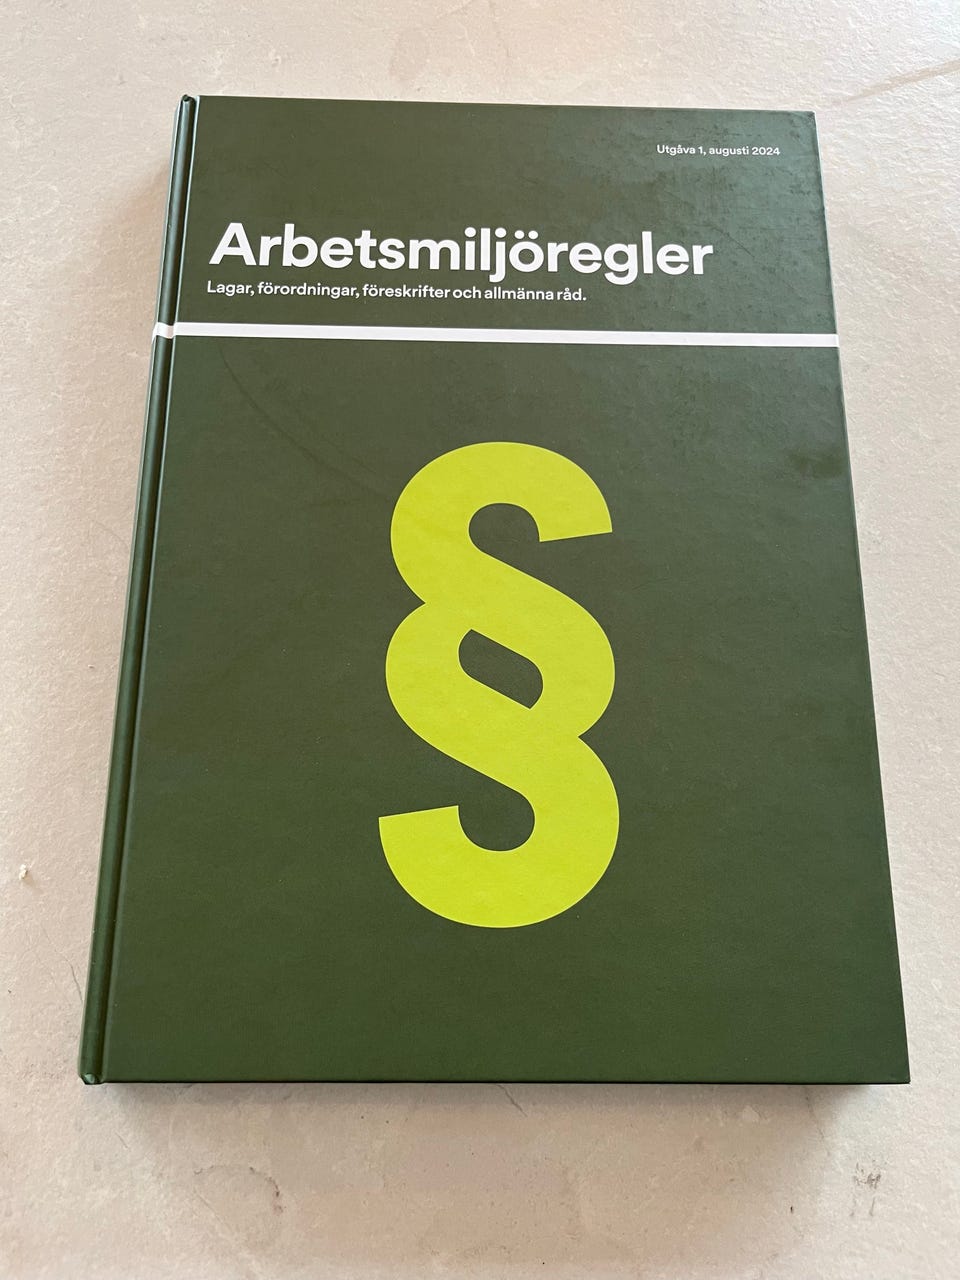 Utgåva 1, augusti 2024
Arbetsmiljöregler
Lagar, förordningar, föreskrifter och allmänna råd.
§